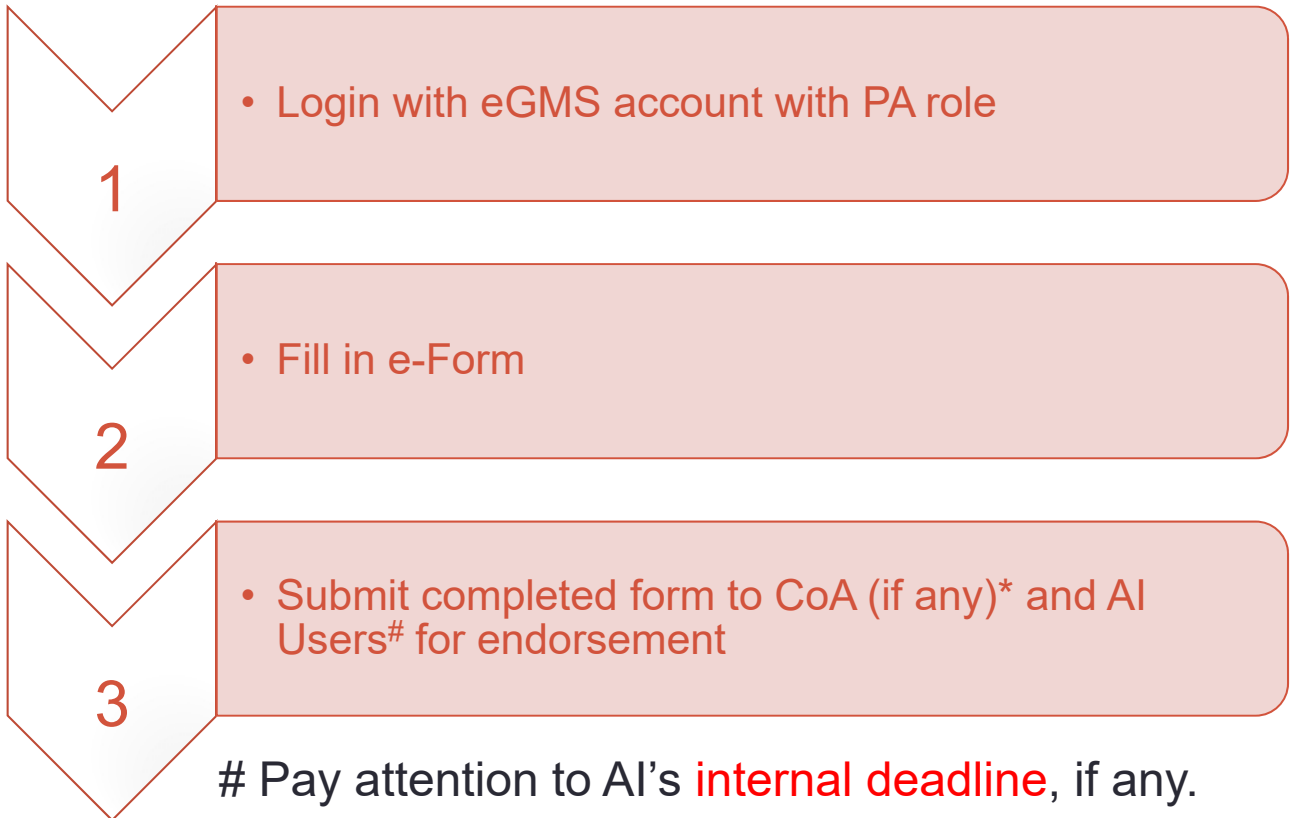 1
• Login with eGMS account with PA role
2
• Fill in e-Form
3
• Submit completed form to CoA (if any)* and AI
Users# for endorsement
# Pay attention to AI’s internal deadline, if any.